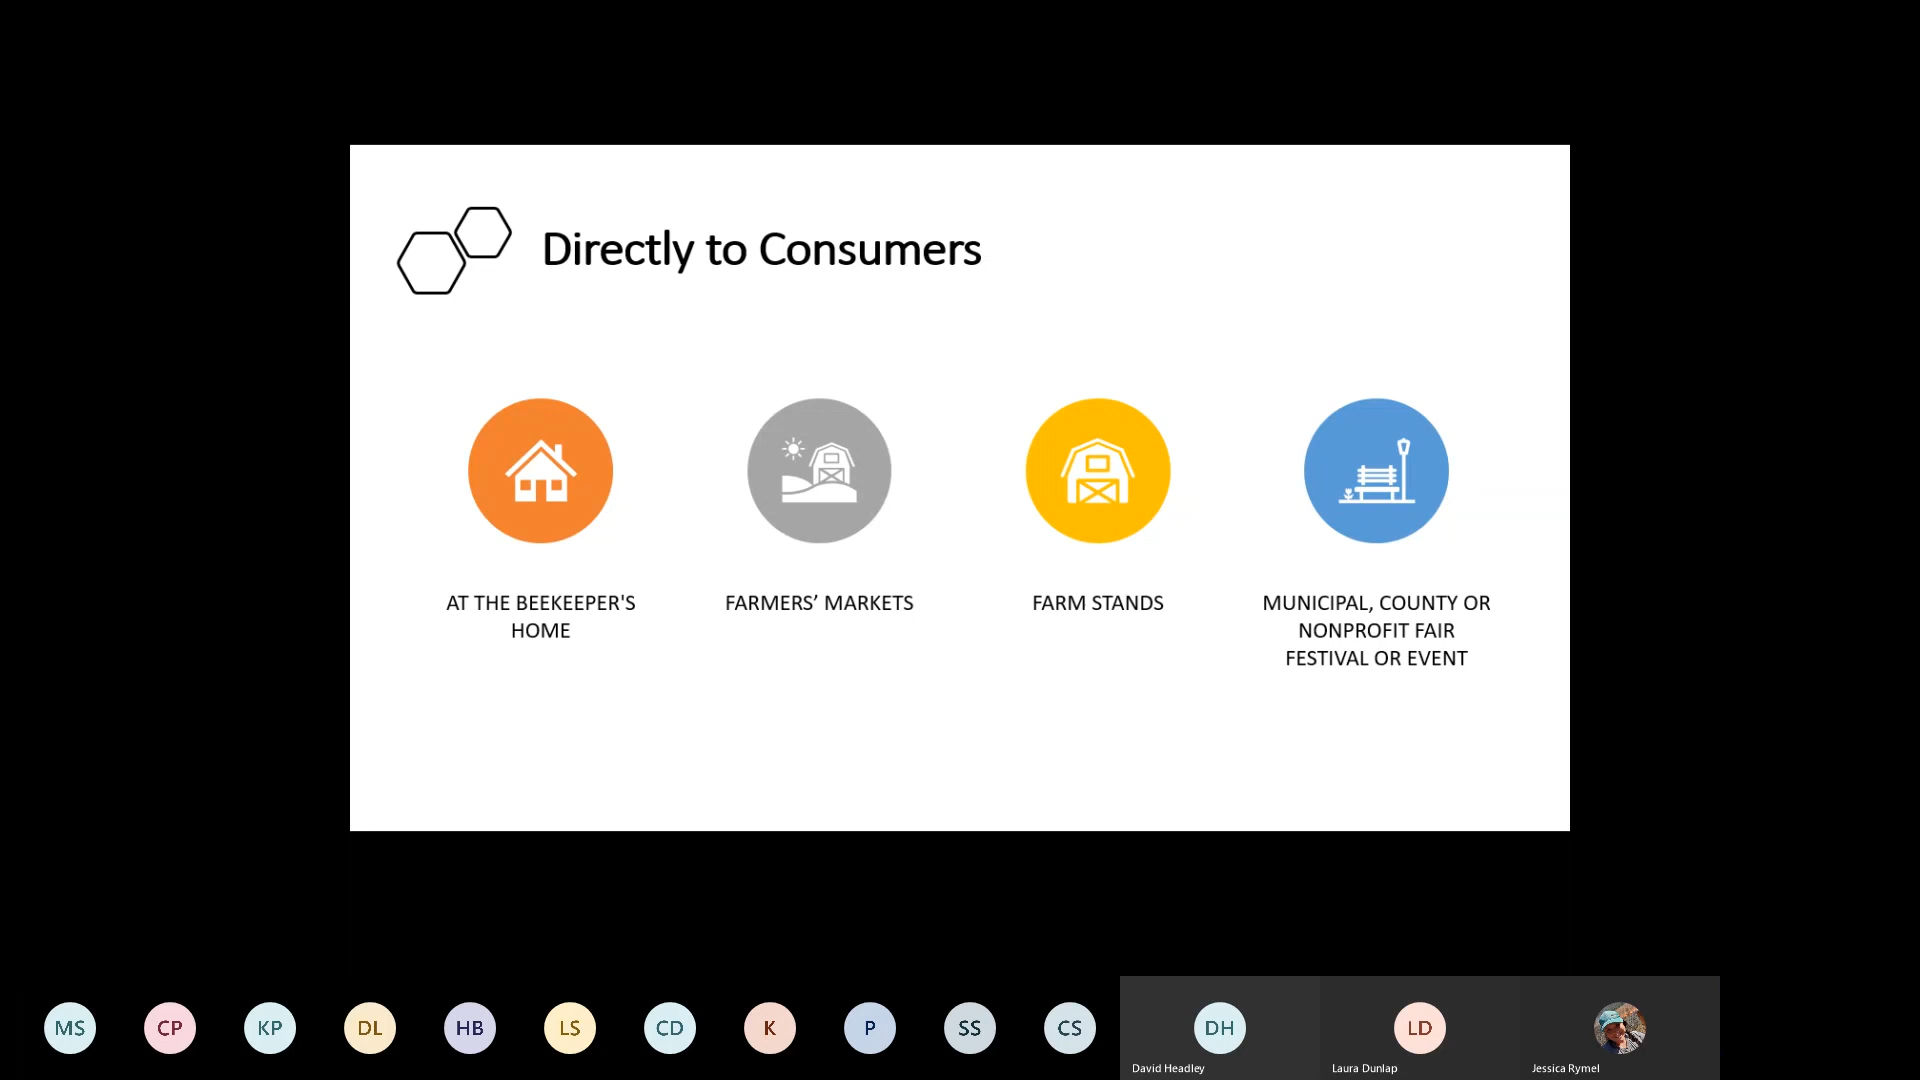 Directly to Consumers
AT THE BEEKEEPER'S
HOME
FARMERS’ MARKETS
FARM STANDS
MUNICIPAL, COUNTY OR
NONPROFIT FAIR
FESTIVAL OR EVENT
MS
CP
KP
DL
HB
LS
CD
K
P
SS
CS
DH
David Headley
LD
Laura Dunlap
Jessica Rymel